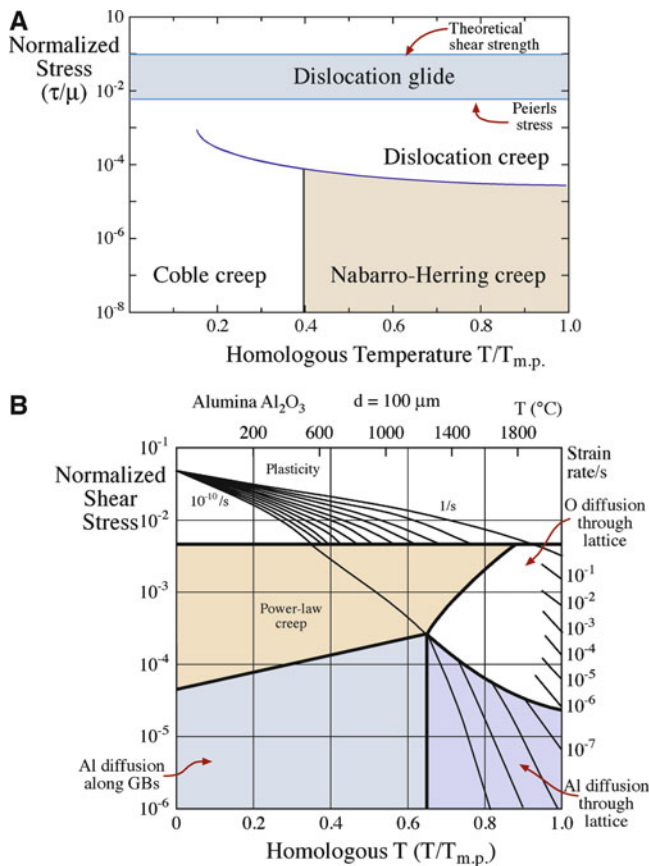 A
Normalized
Stress
(τ/μ)
10
10⁻²
10⁻⁴
10⁻⁶
10⁻⁸
Theoretical
shear strength
Dislocation glide
Peierls
stress
Dislocation creep
Coble creep
Nabarro-Herring creep
0.2
0.4
0.6
0.8
1.0
Homologous Temperature T/Tm.p.
B
Alumina Al₂O₃
d = 100 μm
T (°C)
200
600
1000
1400
1800
10⁻¹
Normalized
Shear
Stress
10⁻²
10⁻³
10⁻⁴
10⁻⁵
10⁻⁶
Plasticity
10⁻¹⁰/s
1/s
Strain
rate/s
O diffusion
through
lattice
10⁻¹
10⁻²
10⁻³
10⁻⁴
10⁻⁵
10⁻⁶
10⁻⁷
Power-law
creep
Al diffusion
along GBs
Al diffusion
through
lattice
0
0.2
0.4
0.6
0.8
1.0
Homologous T (T/Tm.p.)